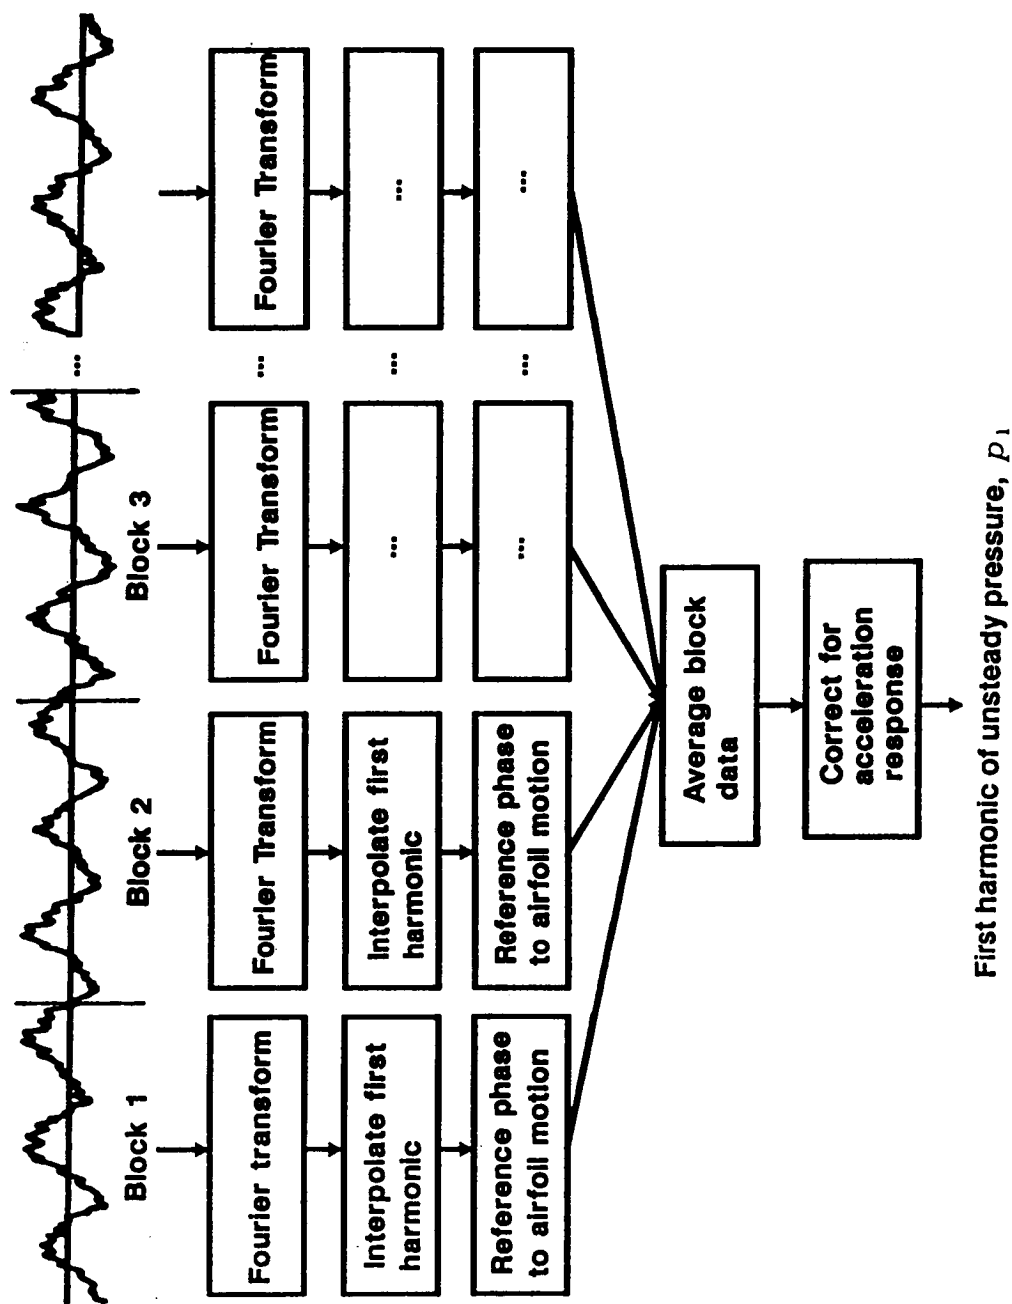 ...
Block 1
Block 2
Block 3
Fourier transform
Fourier Transform
Fourier Transform
...
Fourier Transform
Interpolate first
harmonic
Interpolate first
harmonic
...
...
...
Reference phase
to airfoil motion
Reference phase
to airfoil motion
...
...
...
Average block
data
Correct for
acceleration
response
First harmonic of unsteady pressure, p1